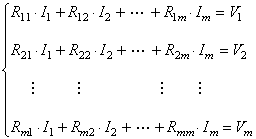 R₁₁ · I₁ + R₁₂ · I₂ + ⋯ + R₁ₘ · Iₘ = V₁
R₂₁ · I₁ + R₂₂ · I₂ + ⋯ + R₂ₘ · Iₘ = V₂
⋮ ⋮ ⋮ ⋮
Rₘ₁ · I₁ + Rₘ₂ · I₂ + ⋯ + Rₘₘ · Iₘ = Vₘ